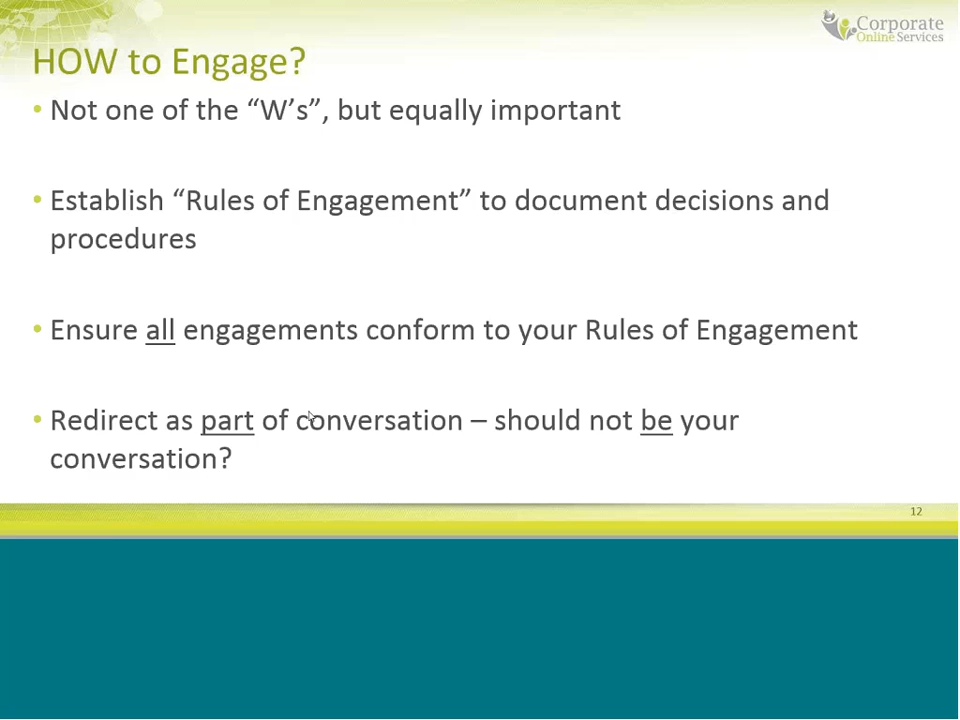 Corporate
Online Services
HOW to Engage?
• Not one of the “W’s”, but equally important
• Establish “Rules of Engagement” to document decisions and
procedures
• Ensure all engagements conform to your Rules of Engagement
• Redirect as part of conversation – should not be your
conversation?
12